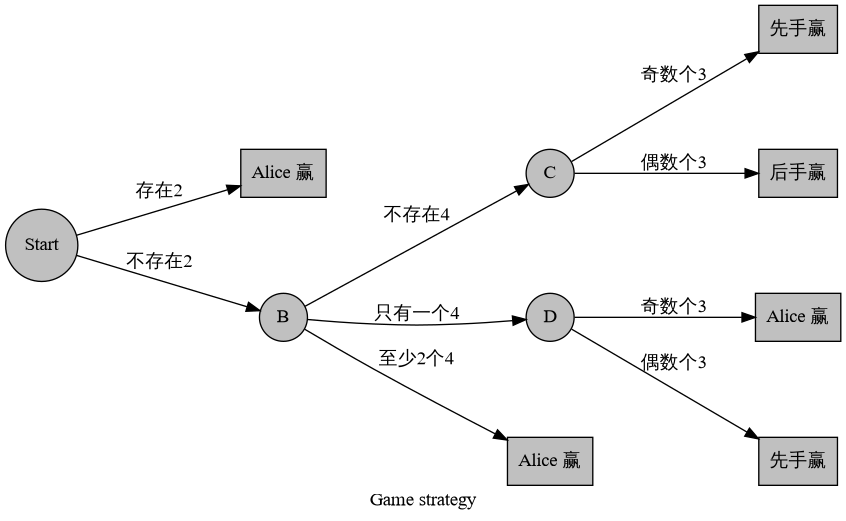 先手赢
奇数个3
Alice 赢
存在2
C
偶数个3
后手赢
不存在4
Start
不存在2
B
只有一个4
D
奇数个3
Alice 赢
至少2个4
偶数个3
Alice 赢
先手赢
Game strategy